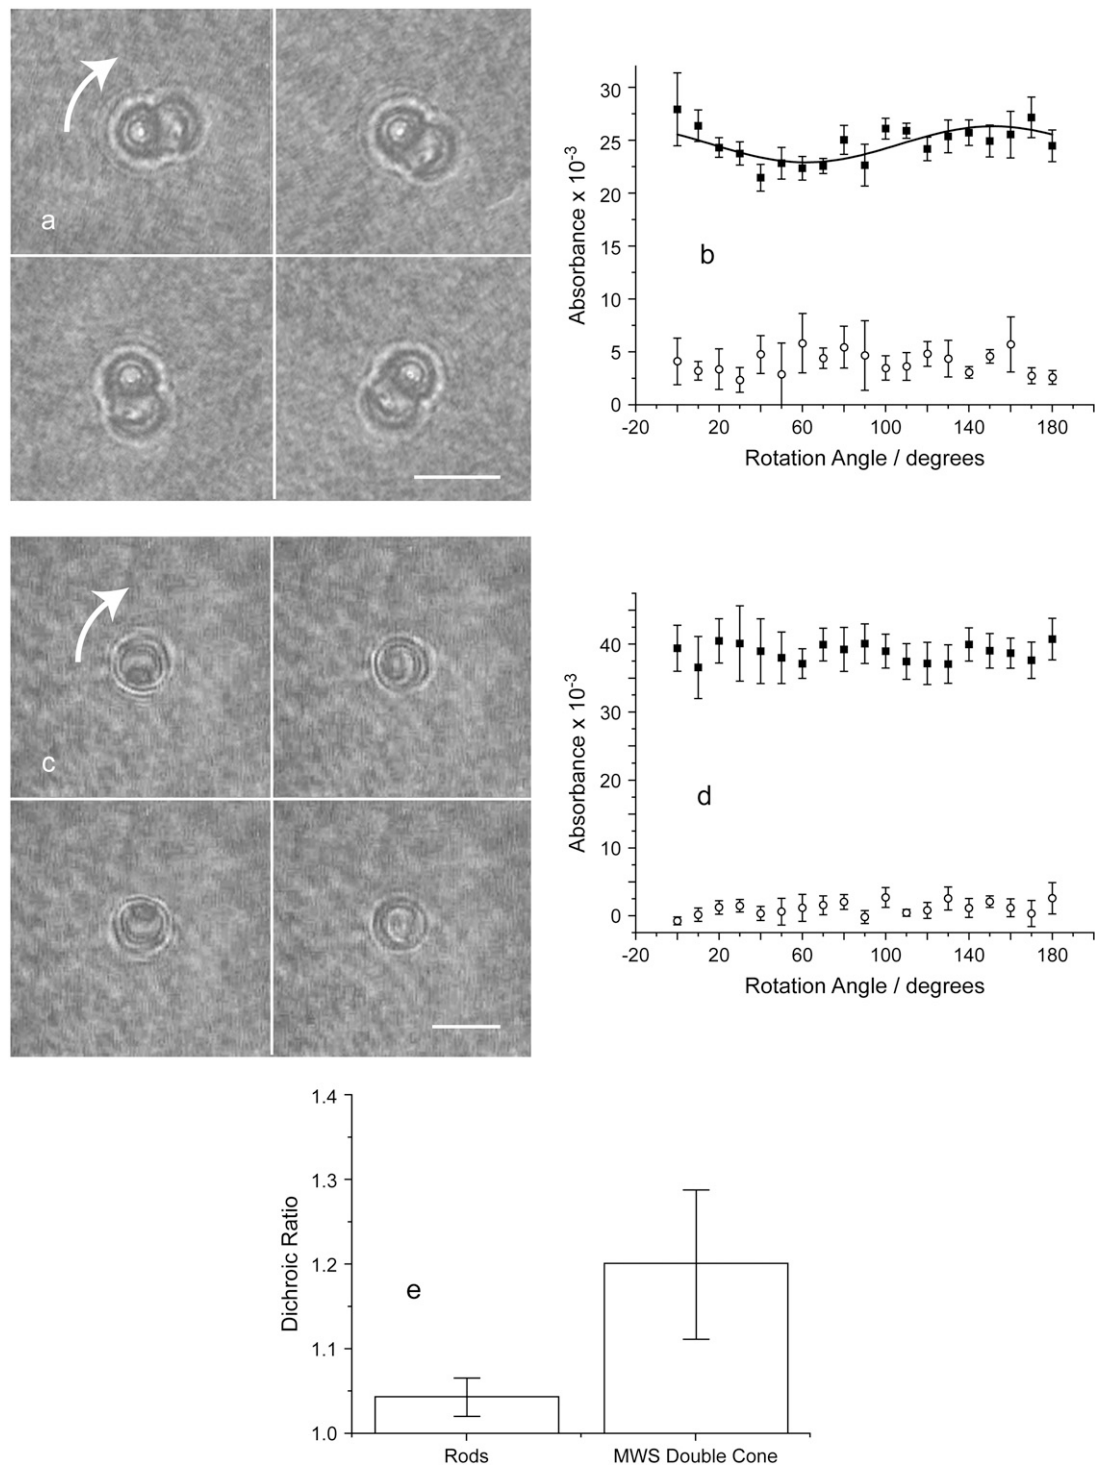 a
30
25
20
15
10
5
0
Absorbance x 10-3
b
-20 20 60 100 140 180
Rotation Angle / degrees
c
40
30
20
10
0
Absorbance x 10-3
d
-20 20 60 100 140 180
Rotation Angle / degrees
1.4
1.3
1.2
1.1
1.0
Dichroic Ratio
e
Rods MWS Double Cone